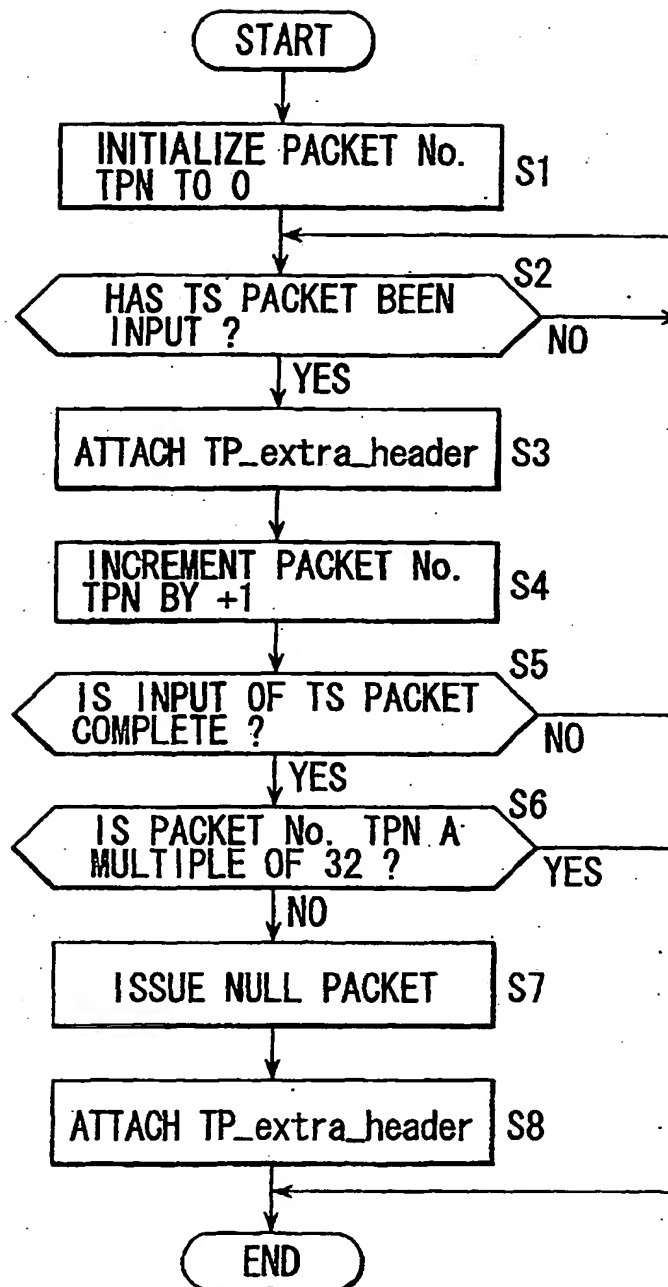 START
INITIALIZE PACKET No.
TPN TO 0
S1
S2
HAS TS PACKET BEEN
INPUT ?
NO
YES
ATTACH TP_extra_header
S3
INCREMENT PACKET No.
TPN BY +1
S4
S5
IS INPUT OF TS PACKET
COMPLETE ?
NO
YES
S6
IS PACKET No. TPN A
MULTIPLE OF 32 ?
YES
NO
ISSUE NULL PACKET
S7
ATTACH TP_extra_header
S8
END